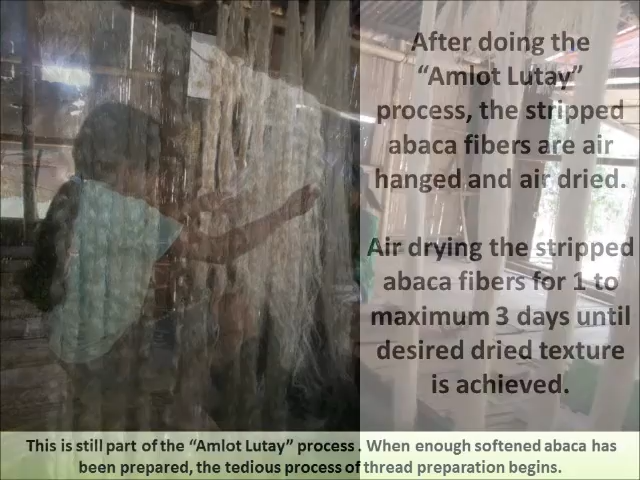 After doing the
“Amlot Lutay”
process, the stripped
abaca fibers are air
hanged and air dried.
Air drying the stripped
abaca fibers for 1 to
maximum 3 days until
desired dried texture
is achieved.
This is still part of the “Amlot Lutay” process . When enough softened abaca has
been prepared, the tedious process of thread preparation begins.